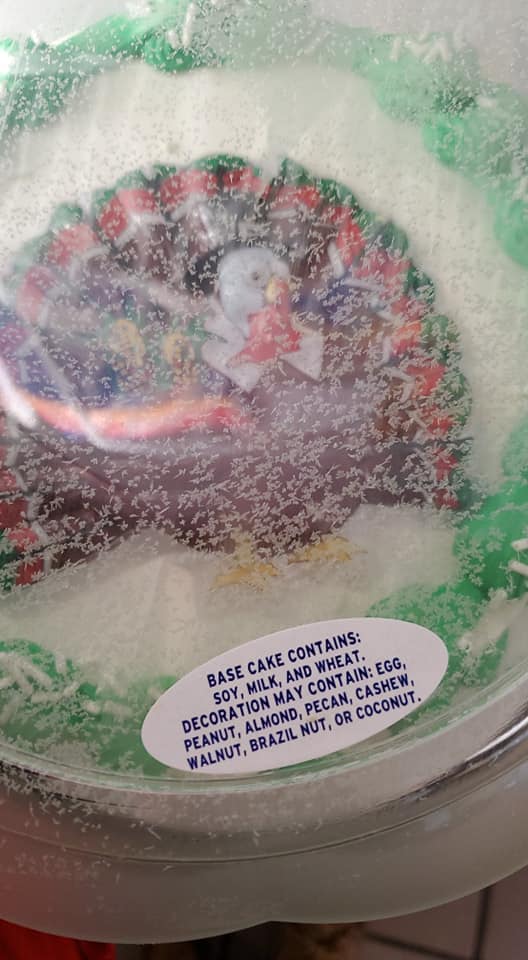 BASE CAKE CONTAINS:
SOY, MILK, AND WHEAT.
DECORATION MAY CONTAIN: EGG,
PEANUT, ALMOND, PECAN, CASHEW,
WALNUT, BRAZIL NUT, OR COCONUT.